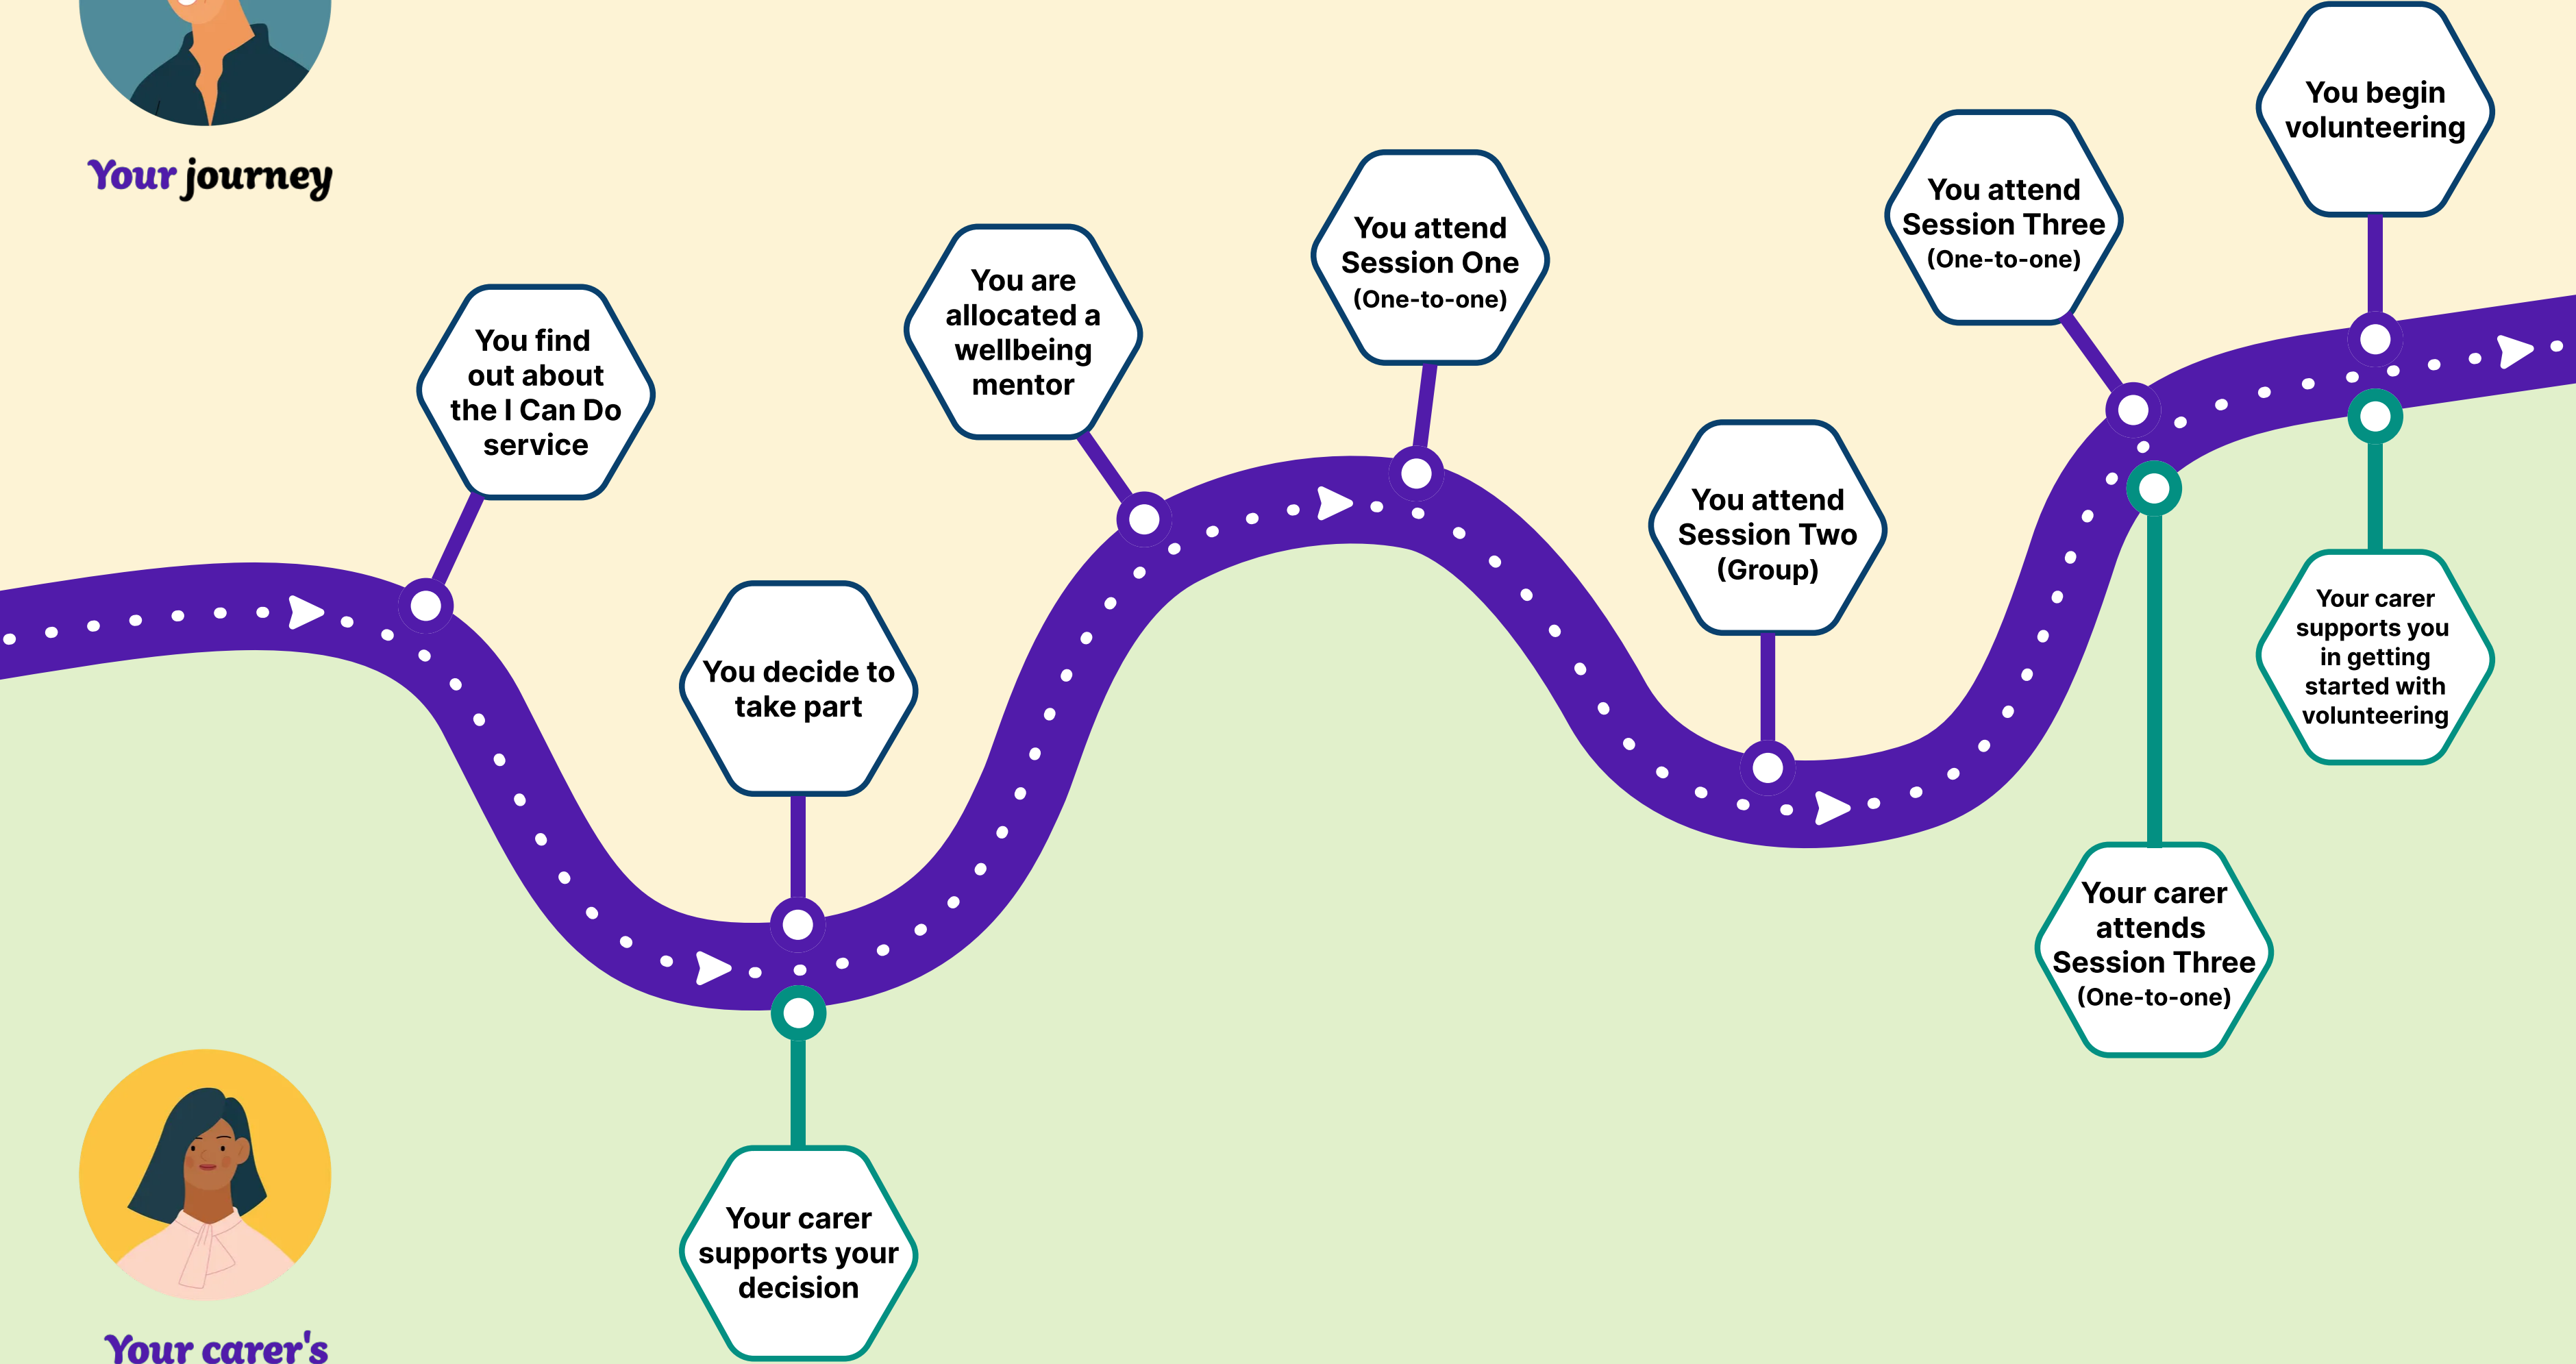 Your journey
You find
out about
the I Can Do
service
You decide to
take part
You are
allocated a
wellbeing
mentor
You attend
Session One
(One-to-one)
You attend
Session Two
(Group)
You attend
Session Three
(One-to-one)
You begin
volunteering
Your carer's
Your carer
supports your
decision
Your carer
attends
Session Three
(One-to-one)
Your carer
supports you
in getting
started with
volunteering